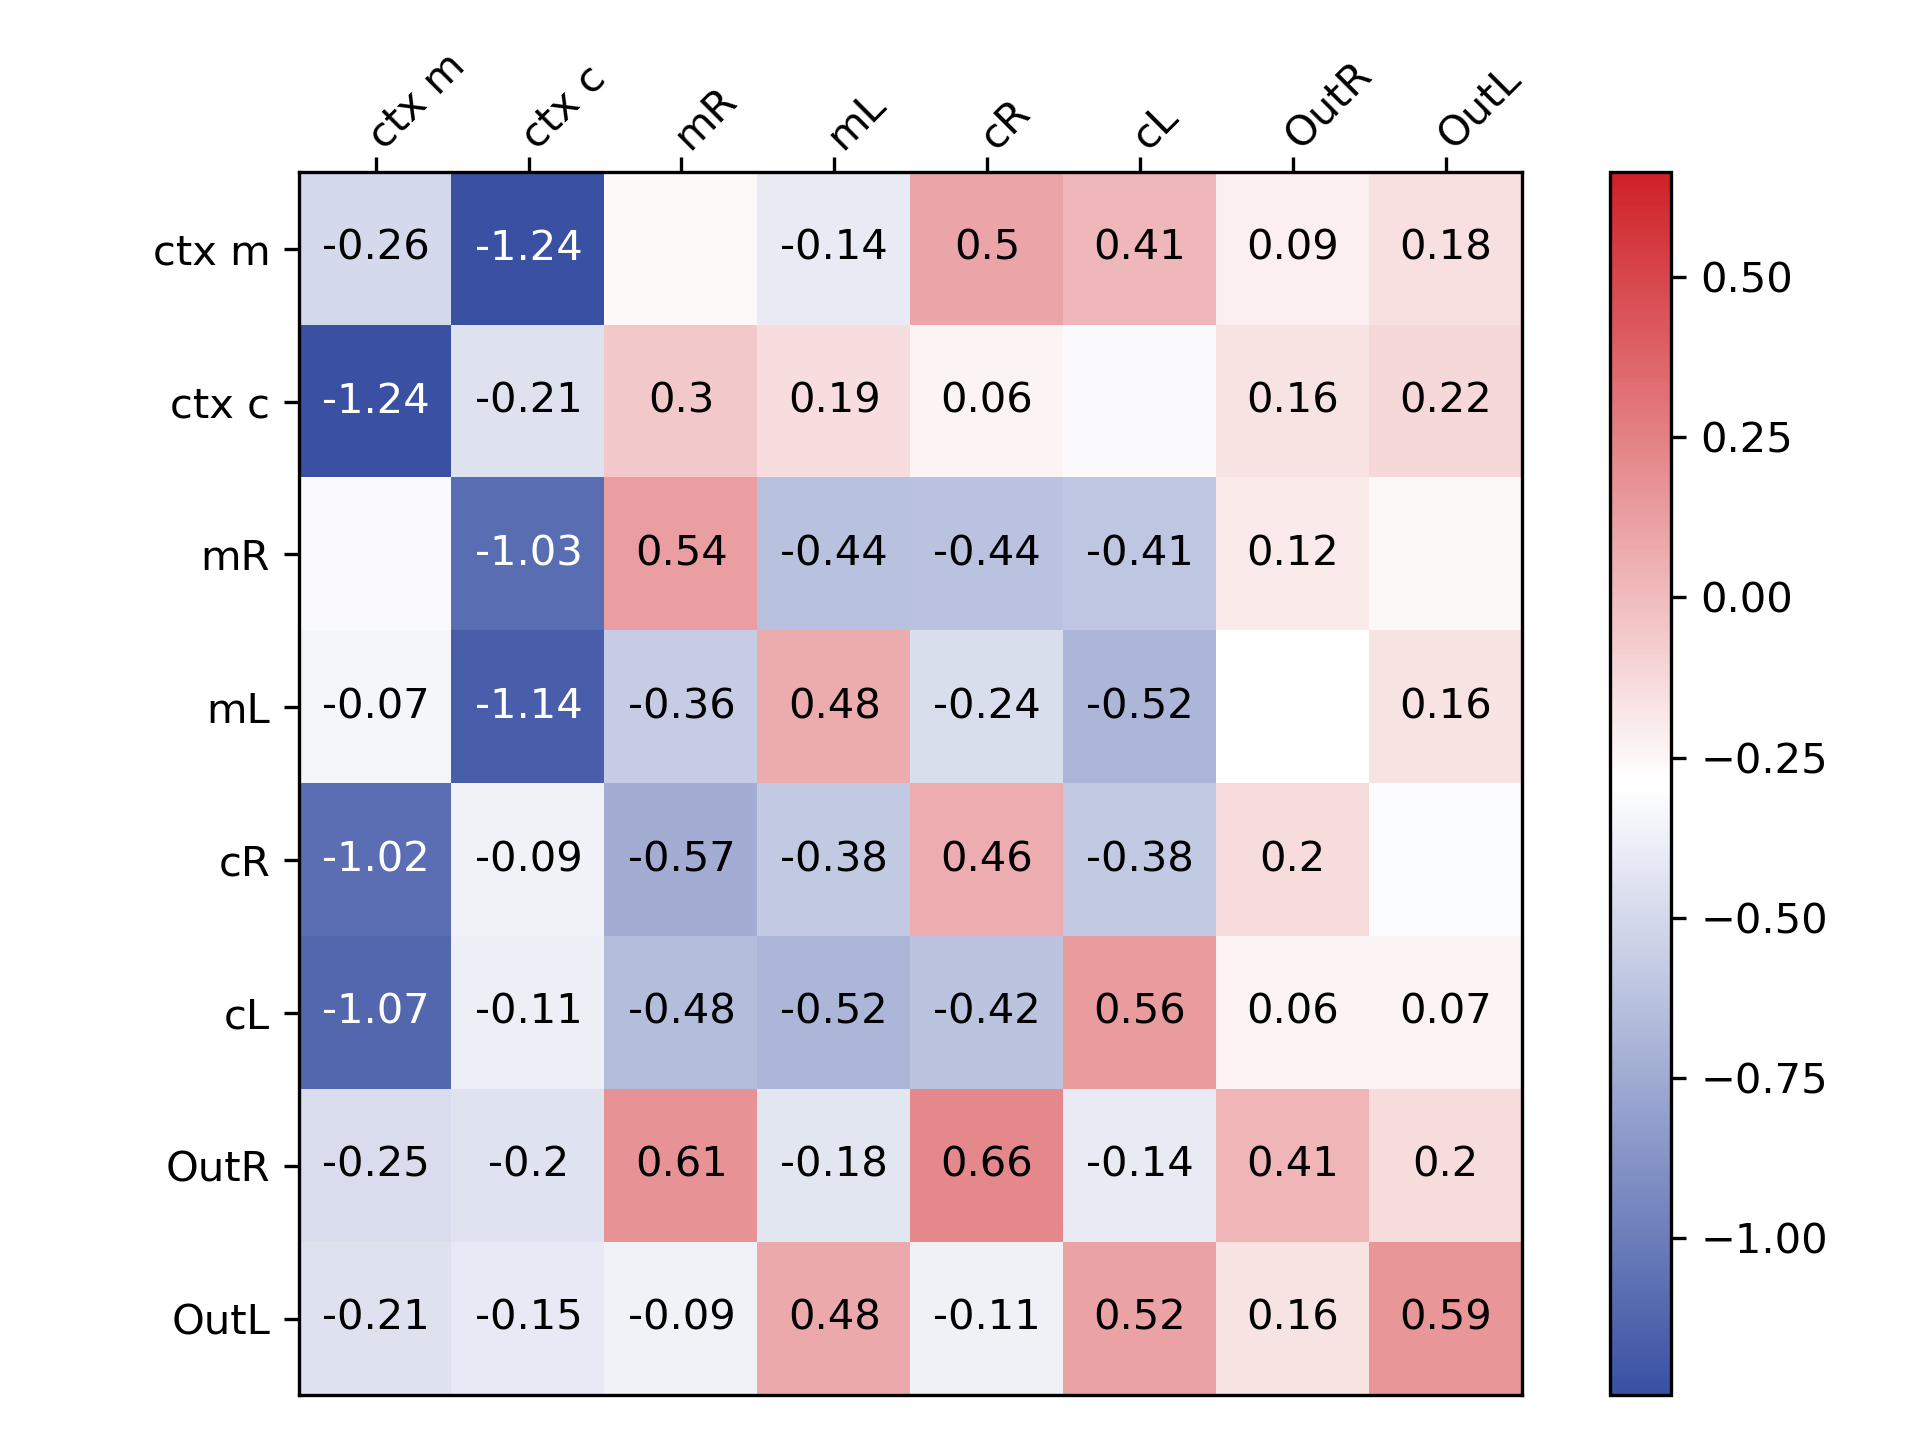 ctx m ctx c mR mL cR cL OutR OutL
ctx m -0.26 -1.24 -0.14 0.5 0.41 0.09 0.18
ctx c -1.24 -0.21 0.3 0.19 0.06 0.16 0.22
mR -1.03 0.54 -0.44 -0.44 -0.41 0.12
mL -0.07 -1.14 -0.36 0.48 -0.24 -0.52 0.16
cR -1.02 -0.09 -0.57 -0.38 0.46 -0.38 0.2
cL -1.07 -0.11 -0.48 -0.52 -0.42 0.56 0.06 0.07
OutR -0.25 -0.2 0.61 -0.18 0.66 -0.14 0.41 0.2
OutL -0.21 -0.15 -0.09 0.48 -0.11 0.52 0.16 0.59
0.50
0.25
0.00
−0.25
−0.50
−0.75
−1.00